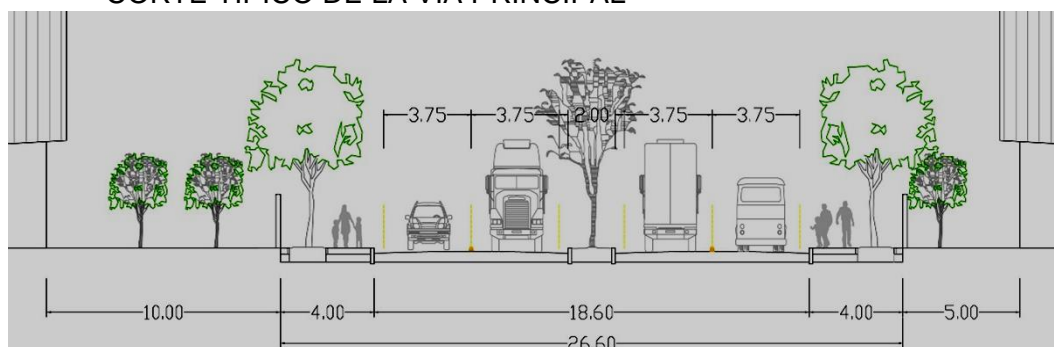 CORTE TIPICO DE LA VIA PRINCIPAL
3.75 3.75 2.00 3.75 3.75
10.00 4.00 18.60 4.00 5.00
26.60